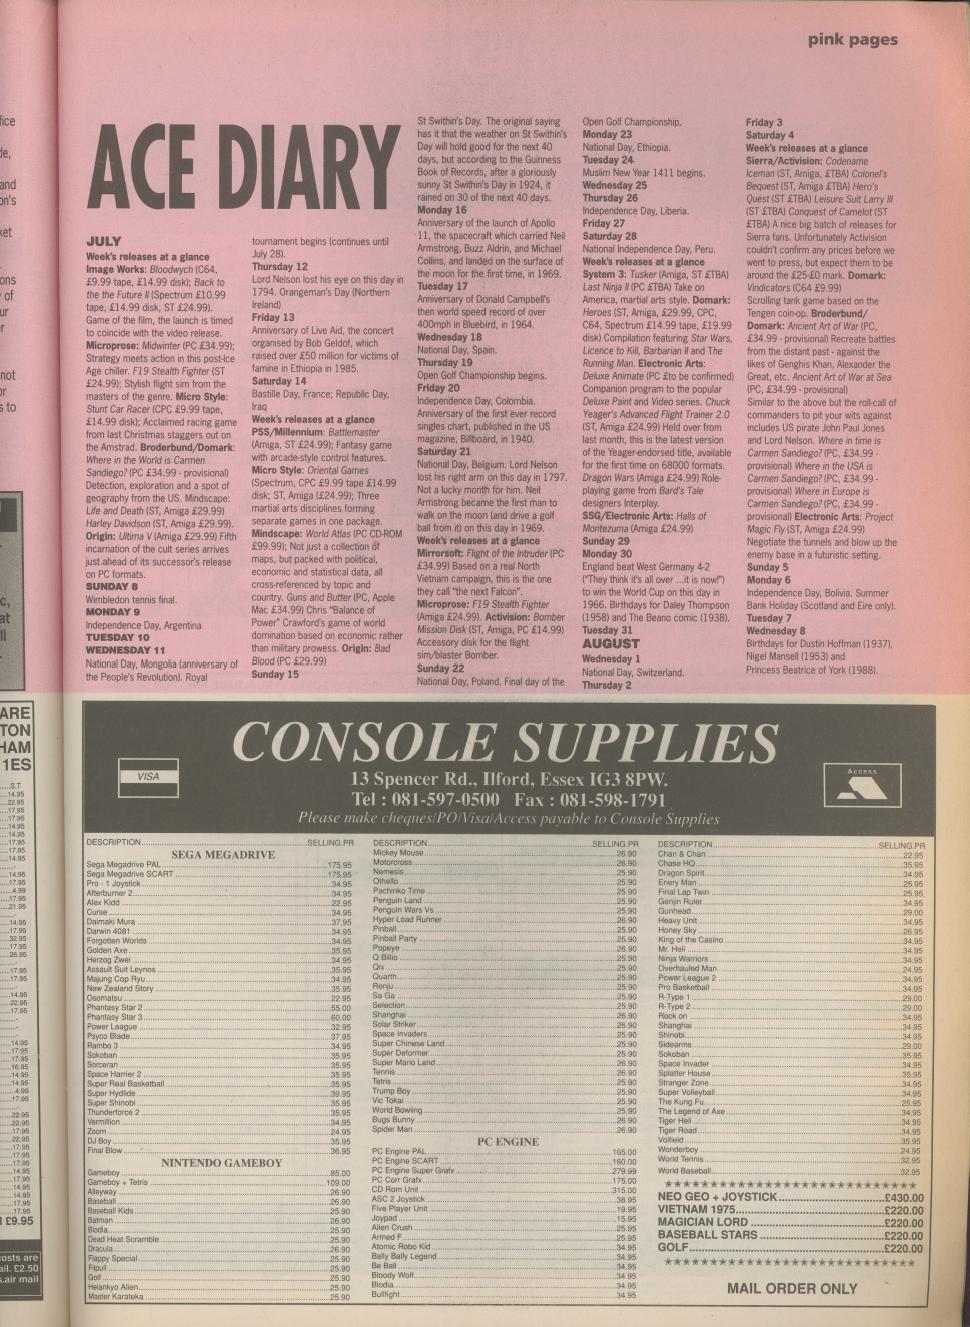 pink pages
ACE DIARY
JULY
Week's releases at a glance
Image Works: Bloodwych (C64,
£9.99 tape, £14.99 disk); Back to
the the Future II (Spectrum £10.99
tape, £14.99 disk, ST £24.99).
Game of the film, the launch is timed
to coincide with the video release.
Microprose: Midwinter (PC £34.99);
Strategy meets action in this post-Ice
Age chiller. F19 Stealth Fighter (ST
£24.99); Stylish flight sim from the
masters of the genre. Micro Style:
Stunt Car Racer (CPC £9.99 tape,
£14.99 disk); Acclaimed racing game
from last Christmas staggers out on
the Amstrad. Broderbund/Domark:
Where in the World is Carmen
Sandiego? (PC £34.99 - provisional)
Detection, exploration and a spot of
geography from the US. Mindscape:
Life and Death (ST, Amiga £29.99)
Harley Davidson (ST, Amiga £29.99).
Origin: Ultima V (Amiga £29.99) Fifth
incarnation of the cult series arrives
just ahead of its successor's release
on PC formats.
SUNDAY 8
Wimbledon tennis final.
MONDAY 9
Independence Day, Argentina
TUESDAY 10
WEDNESDAY 11
National Day, Mongolia (anniversary of
the People's Revolution). Royal
tournament begins (continues until
July 28).
Thursday 12
Lord Nelson lost his eye on this day in
1794. Orangeman's Day (Northern
Ireland)
Friday 13
Anniversary of Live Aid, the concert
organised by Bob Geldof, which
raised over £50 million for victims of
famine in Ethiopia in 1985.
Saturday 14
Bastille Day, France; Republic Day,
Iraq
Week's releases at a glance
PSS/Millennium: Battlemaster
(Amiga, ST £24.99); Fantasy game
with arcade-style control features.
Micro Style: Oriental Games
(Spectrum, CPC £9.99 tape £14.99
disk; ST, Amiga (£24.99); Three
martial arts disciplines forming
separate games in one package.
Mindscape: World Atlas (PC CD-ROM
£99.99); Not just a collection of
maps, but packed with political,
economic and statistical data, all
cross-referenced by topic and
country. Guns and Butter (PC, Apple
Mac £34.99) Chris "Balance of
Power" Crawford's game of world
domination based on economic rather
than military prowess. Origin: Bad
Blood (PC £29.99)
Sunday 15
St Swithin's Day. The original saying
has it that the weather on St Swithin's
Day will hold good for the next 40
days, but according to the Guinness
Book of Records, after a gloriously
sunny St Swithin's Day in 1924, it
rained on 30 of the next 40 days.
Monday 16
Anniversary of the launch of Apollo
11, the spacecraft which carried Neil
Armstrong, Buzz Aldrin, and Michael
Collins, and landed on the surface of
the moon for the first time, in 1969.
Tuesday 17
Anniversary of Donald Campbell's
then world speed record of over
400mph in Bluebird, in 1964.
Wednesday 18
National Day, Spain.
Thursday 19
Open Golf Championship begins.
Friday 20
Independence Day, Colombia.
Anniversary of the first ever record
singles chart, published in the US
magazine, Billboard, in 1940.
Saturday 21
National Day, Belgium. Lord Nelson
lost his right arm on this day in 1797.
Not a lucky month for him. Neil
Armstrong became the first man to
walk on the moon (and drive a golf
ball from it) on this day in 1969.
Week's releases at a glance
Mirrorsoft: Flight of the Intruder (PC
£34.99) Based on a real North
Vietnam campaign, this is the one
they call "the next Falcon".
Microprose: F19 Stealth Fighter
(Amiga £24.99). Activision: Bomber
Mission Disk (ST, Amiga, PC £14.99)
Accessory disk for the flight
sim/blaster Bomber.
Sunday 22
National Day, Poland. Final day of the
Open Golf Championship.
Monday 23
National Day, Ethiopia.
Tuesday 24
Muslim New Year 1411 begins.
Wednesday 25
Thursday 26
Independence Day, Liberia.
Friday 27
Saturday 28
National Independence Day, Peru.
Week's releases at a glance
System 3: Tusker (Amiga, ST £TBA)
Last Ninja II (PC £TBA) Take on
America, martial arts style. Domark:
Heroes (ST, Amiga, £29.99, CPC,
C64, Spectrum £14.99 tape, £19.99
disk) Compilation featuring Star Wars,
Licence to Kill, Barbarian II and The
Running Man. Electronic Arts:
Deluxe Animate (PC £to be confirmed)
Companion program to the popular
Deluxe Paint and Video series. Chuck
Yeager's Advanced Flight Trainer 2.0
(ST, Amiga £24.99) Held over from
last month, this is the latest version
of the Yeager-endorsed title, available
for the first time on 68000 formats.
Dragon Wars (Amiga £24.99) Role-
playing game from Bard's Tale
designers Interplay.
SSG/Electronic Arts: Halls of
Montezuma (Amiga £24.99)
Sunday 29
Monday 30
England beat West Germany 4-2
("They think it's all over ...it is now!")
to win the World Cup on this day in
1966. Birthdays for Daley Thompson
(1958) and The Beano comic (1938).
Tuesday 31
AUGUST
Wednesday 1
National Day, Switzerland.
Thursday 2
Friday 3
Saturday 4
Week's releases at a glance
Sierra/Activision: Codename
Iceman (ST, Amiga, £TBA) Colonel's
Bequest (ST, Amiga £TBA) Hero's
Quest (ST £TBA) Leisure Suit Larry III
(ST £TBA) Conquest of Camelot (ST
£TBA) A nice big batch of releases for
Sierra fans. Unfortunately Activision
couldn't confirm any prices before we
went to press, but expect them to be
around the £25-£0 mark. Domark:
Vindicators (C64 £9.99)
Scrolling tank game based on the
Tengen coin-op. Broderbund/
Domark: Ancient Art of War (PC,
£34.99 - provisional) Recreate battles
from the distant past - against the
likes of Genghis Khan, Alexander the
Great, etc. Ancient Art of War at Sea
(PC, £34.99 - provisional)
Similar to the above but the roll-call of
commanders to pit your wits against
includes US pirate John Paul Jones
and Lord Nelson. Where in time is
Carmen Sandiego? (PC, £34.99 -
provisional) Where in the USA is
Carmen Sandiego? (PC, £34.99 -
provisional) Where in Europe is
Carmen Sandiego? (PC, £34.99 -
provisional) Electronic Arts: Project
Magic (ST, Amiga £24.99)
Negotiate the tunnels and blow up the
enemy base in a futuristic setting.
Sunday 5
Monday 6
Independence Day, Bolivia. Summer
Bank Holiday (Scotland and Eire only).
Tuesday 7
Wednesday 8
Birthdays for Dustin Hoffman (1937),
Nigel Mansell (1953) and
Princess Beatrice of York (1988).
CONSOLE SUPPLIES
VISA
Access
13 Spencer Rd., Ilford, Essex IG3 8PW.
Tel : 081-597-0500 Fax : 081-598-1791
Please make cheques/PO/Visa/Access payable to Console Supplies
DESCRIPTION SELLING.PR
SEGA MEGADRIVE
Sega Megadrive PAL 175.95
Sega Megadrive SCART 175.95
Pro - 1 Joystick 34.95
Afterburner 2 34.95
Alex Kidd 22.95
Curse 34.95
Daimaki Mura 37.95
Darwin 4081 34.95
Forgotten Worlds 34.95
Golden Axe 35.95
Herzog Zwei 34.95
Assault Suit Leynos 35.95
Majung Cop Ryu 34.95
New Zealand Story 35.95
Osomatsu 22.95
Phantasy Star 2 55.00
Phantasy Star 3 60.00
Power League 32.95
Psyco Blade 37.95
Rambo 3 34.95
Sokoban 35.95
Sorceran 35.95
Space Harrier 2 35.95
Super Real Basketball 35.95
Super Hydlide 39.95
Super Shinobi 35.95
Thunderforce 2 35.95
Vermillion 34.95
Zoom 24.95
DJ Boy 35.95
Final Blow 36.95
NINTENDO GAMEBOY
Gameboy 85.00
Gameboy + Tetris 109.00
Alleyway 26.90
Baseball 26.90
Baseball Kids 25.90
Batman 26.90
Blodia 25.90
Dead Heat Scramble 25.90
Dracula 26.90
Flappy Special 25.90
Flipull 25.90
Golf 25.90
Heiankyo Alien 25.90
Master Karateka 25.90
DESCRIPTION SELLING.PR
Mickey Mouse 26.90
Motorcross 26.90
Nemesis 25.90
Othello 25.90
Pachinko Time 25.90
Penguin Land 25.90
Penguin Wars Vs 25.90
Hyper Load Runner 26.90
Pinball 25.90
Pinball Party 25.90
Popeye 26.90
Q Billio 25.90
Qix 25.90
Quarth 25.90
Renju 25.90
Sa Ga 25.90
Selection 25.90
Shanghai 26.90
Solar Striker 26.90
Space Invaders 25.90
Super Chinese Land 25.90
Super Deformer 25.90
Super Mario Land 26.90
Tennis 26.90
Tetris 25.90
Trump Boy 25.90
Vic Tokai 25.90
World Bowling 25.90
Bugs Bunny 26.90
Spider Man 26.90
PC ENGINE
PC Engine PAL 165.00
PC Engine SCART 160.00
PC Engine Super Grafx 279.99
PC Corr Grafx 175.00
CD Rom Unit 315.00
ASC 2 Joystick 38.95
Five Player Unit 19.95
Joypad 15.95
Alien Crush 25.95
Armed F 25.95
Atomic Robo Kid 34.95
Bally Bally Legend 34.95
Be Ball 34.95
Bloody Wolf 34.95
Blodia 34.95
Bullfight 34.95
DESCRIPTION SELLING.PR
Chan & Chan 22.95
Chase HQ 35.95
Dragon Spirit 34.95
Enery Man 25.95
Final Lap Twin 25.95
Genjin Ruler 34.95
Gunhead 29.00
Heavy Unit 34.95
Honey Sky 26.95
King of the Casino 34.95
Mr. Heli 34.95
Ninja Warriors 34.95
Overhauled Man 24.95
Power League 2 34.95
Pro Basketball 34.95
R-Type 1 29.00
R-Type 2 29.00
Rock on 34.95
Shanghai 34.95
Shinobi 34.95
Sidearms 29.00
Sokoban 35.95
Space Invader 34.95
Splatter House 35.95
Stranger Zone 34.95
Super Volleyball 34.95
The Kung Fu 25.95
The Legend of Axe 34.95
Tiger Heli 34.95
Tiger Road 34.95
Volfield 35.95
Wonderboy 24.95
World Tennis 32.95
World Baseball 32.95
NEO GEO + JOYSTICK £430.00
VIETNAM 1975 £220.00
MAGICIAN LORD £220.00
BASEBALL STARS £220.00
GOLF £220.00
MAIL ORDER ONLY